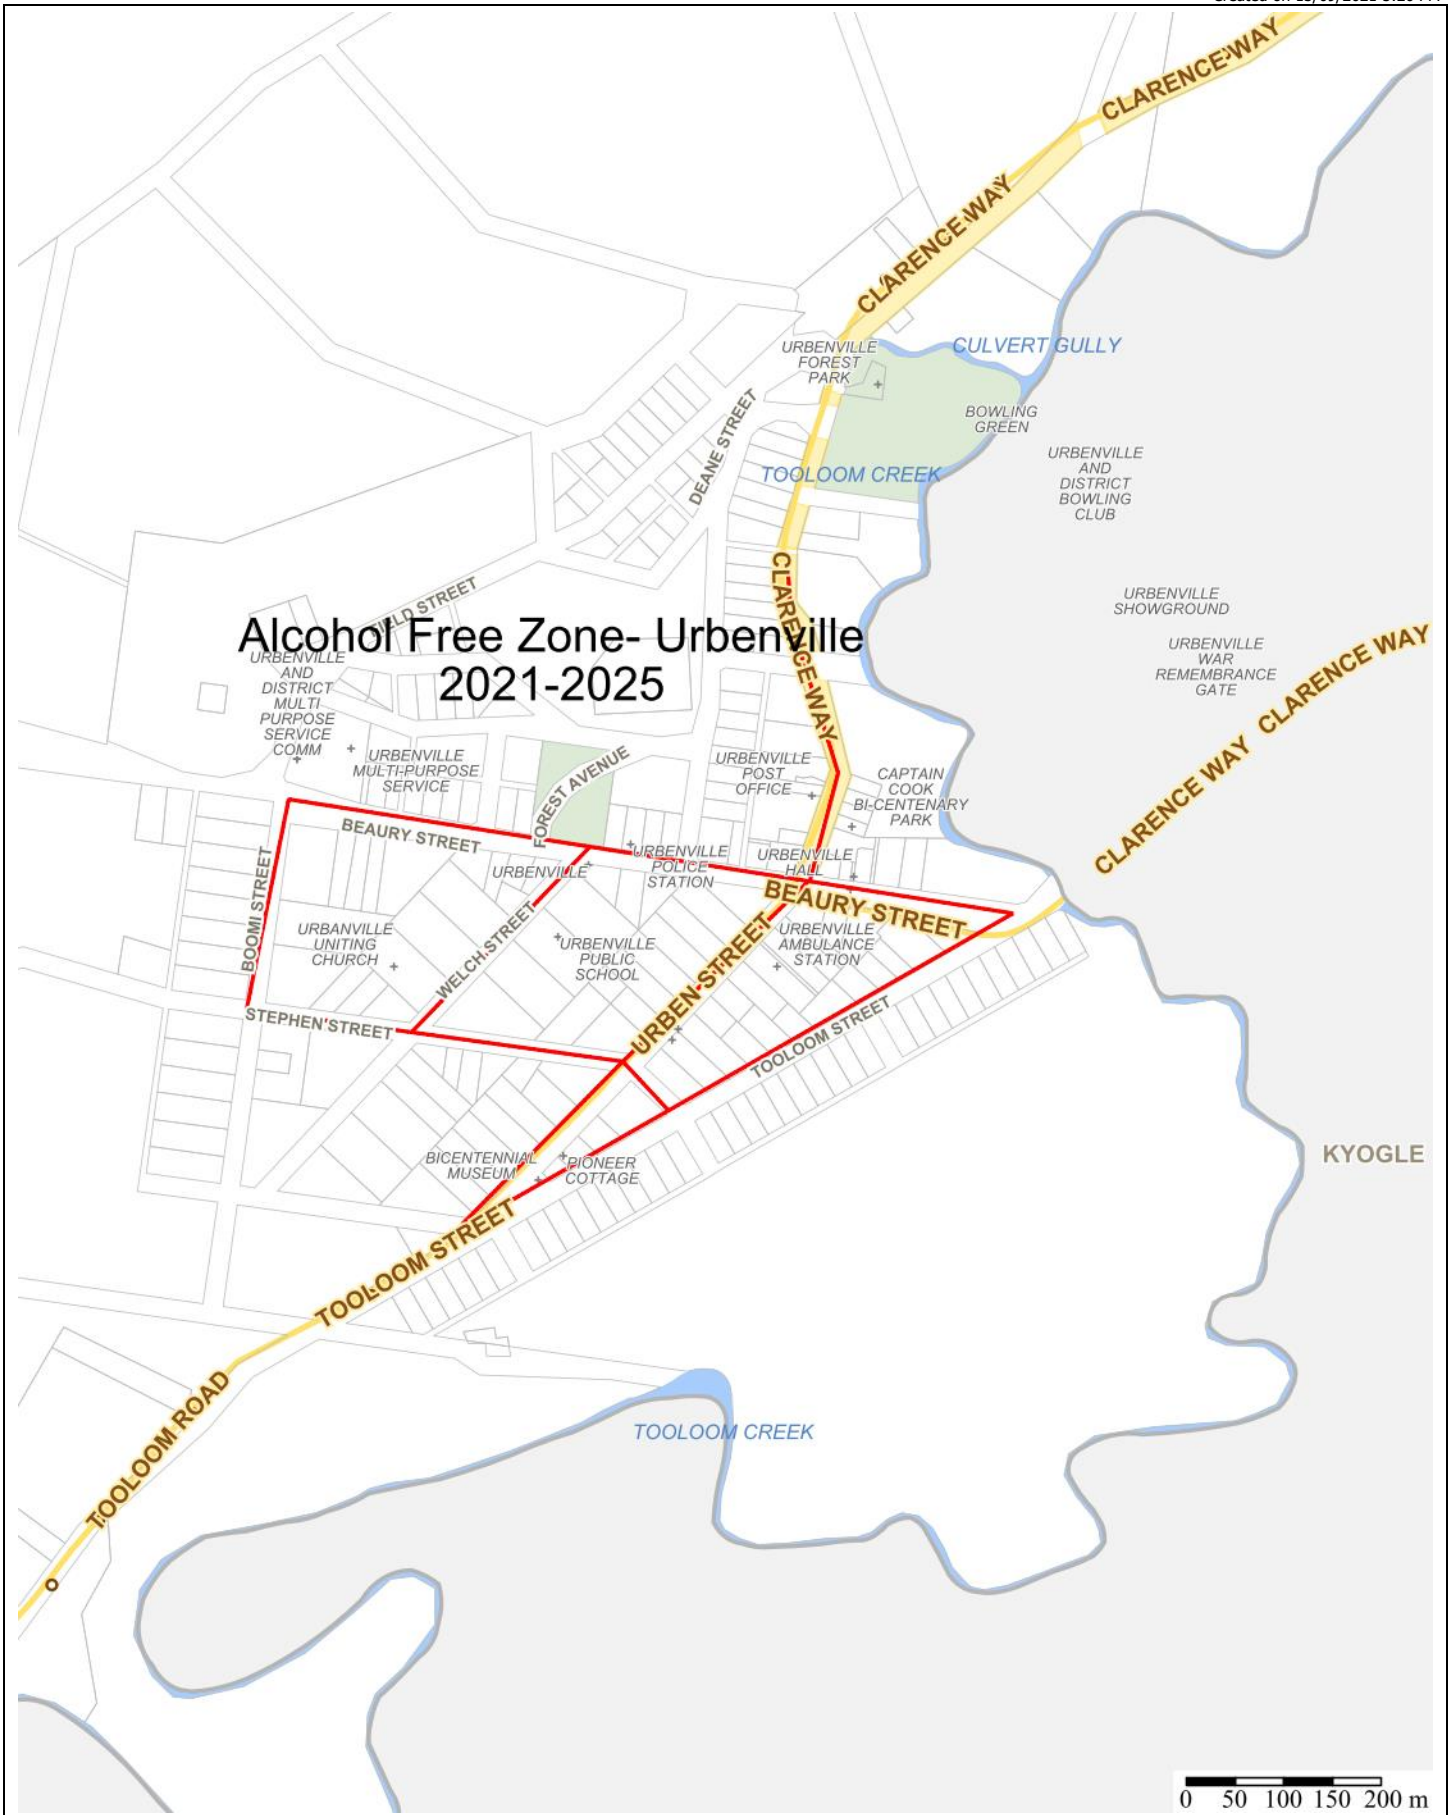 CLARENCE WAY
CLARENCE WAY
CLARENCE WAY
URBENVILLE
FOREST
PARK
CULVERT GULLY
BOWLING
GREEN
DEANE STREET
URBENVILLE
AND
DISTRICT
BOWLING
CLUB
TOOLOOM CREEK
CLARENCE WAY
URBENVILLE
SHOWGROUND
FIELD STREET
Alcohol Free Zone- Urbenville
2021-2025
URBENVILLE
WAR
REMEMBRANCE
GATE
CLARENCE WAY
CLARENCE WAY
URBENVILLE
AND
DISTRICT
MULTI
PURPOSE
SERVICE
COMM
URBENVILLE
MULTI-PURPOSE
SERVICE
FOREST AVENUE
URBENVILLE
POST
OFFICE
CAPTAIN
COOK
BI-CENTENARY
PARK
BEAURY STREET
URBENVILLE
URBENVILLE
POLICE
STATION
URBENVILLE
HALL
BEAURY STREET
BOOMI STREET
URBANVILLE
UNITING
CHURCH
WELCH STREET
URBENVILLE
PUBLIC
SCHOOL
URBEN STREET
URBENVILLE
AMBULANCE
STATION
STEPHEN STREET
TOOLOOM STREET
BICENTENNIAL
MUSEUM
PIONEER
COTTAGE
KYOGLE
TOOLOOM STREET
TOOLOOM ROAD
TOOLOOM CREEK
0 50 100 150 200 m